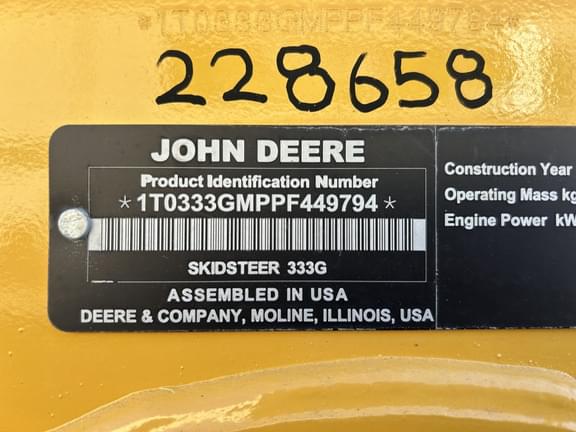 *1T0333GMPPF449794*
228658
JOHN DEERE
Product Identification Number
*1T0333GMPPF449794*
SKIDSTEER 333G
ASSEMBLED IN USA
DEERE & COMPANY, MOLINE, ILLINOIS, USA
Construction Year
Operating Mass kg
Engine Power kW